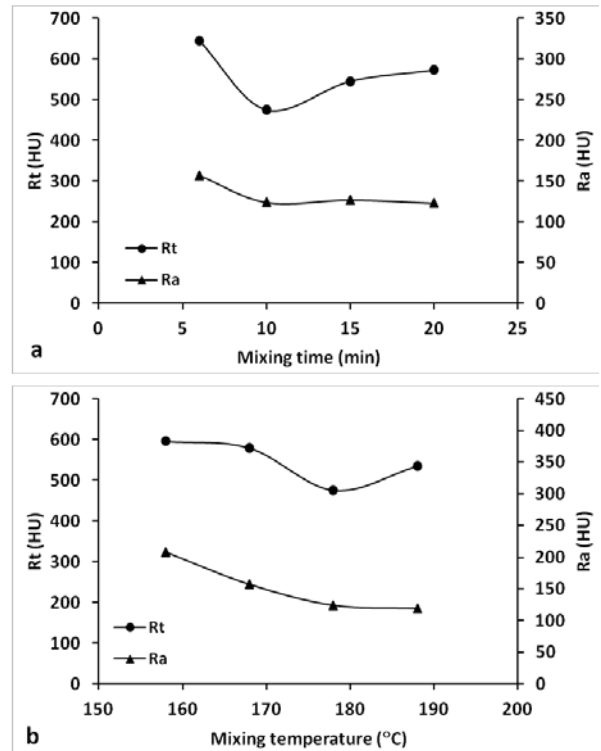 700 350
600 300
500 250
400 200
300 150
200 100
100 50
0 0
Rt (HU)
Ra (HU)
Rt
Ra
0 5 10 15 20 25
a Mixing time (min)
700 450
600 400
500 350
400 300
300 250
200 200
100 150
0 100
50
0
Rt (HU)
Ra (HU)
Rt
Ra
150 160 170 180 190 200
b Mixing temperature (°C)